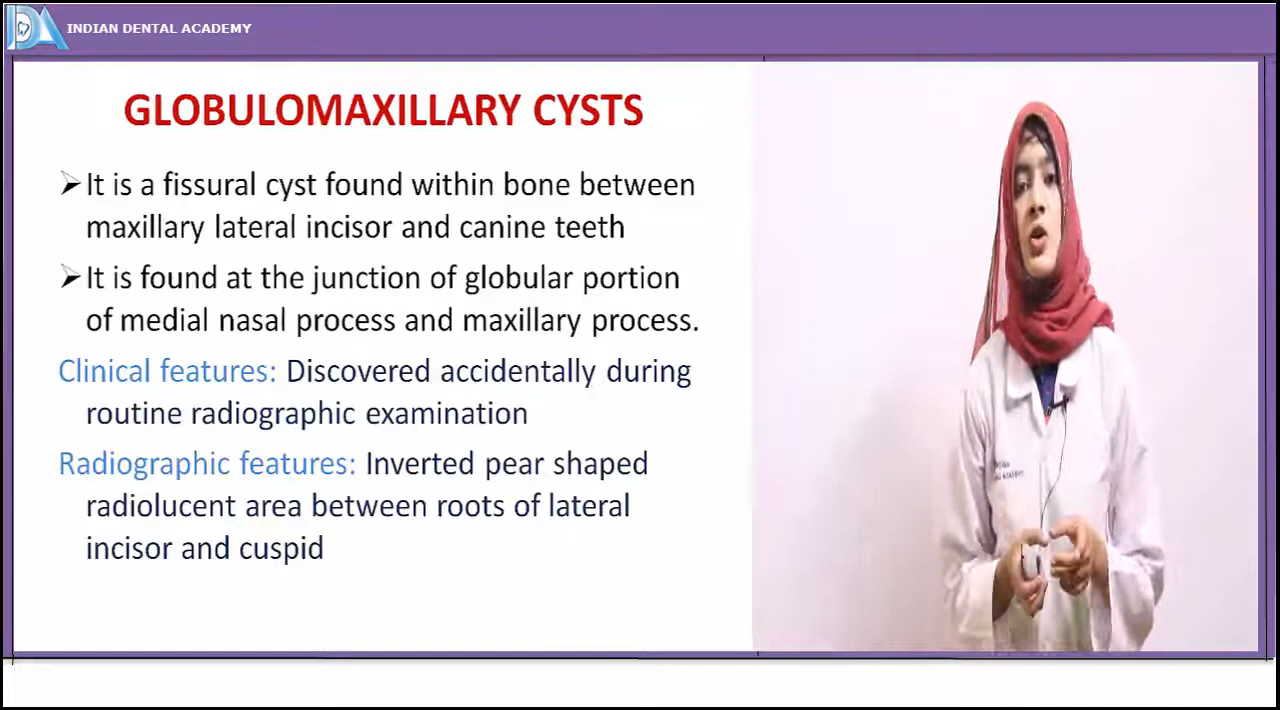 INDIAN DENTAL ACADEMY
GLOBULOMAXILLARY CYSTS
➢It is a fissural cyst found within bone between
maxillary lateral incisor and canine teeth
➢It is found at the junction of globular portion
of medial nasal process and maxillary process.
Clinical features: Discovered accidentally during
routine radiographic examination
Radiographic features: Inverted pear shaped
radiolucent area between roots of lateral
incisor and cuspid